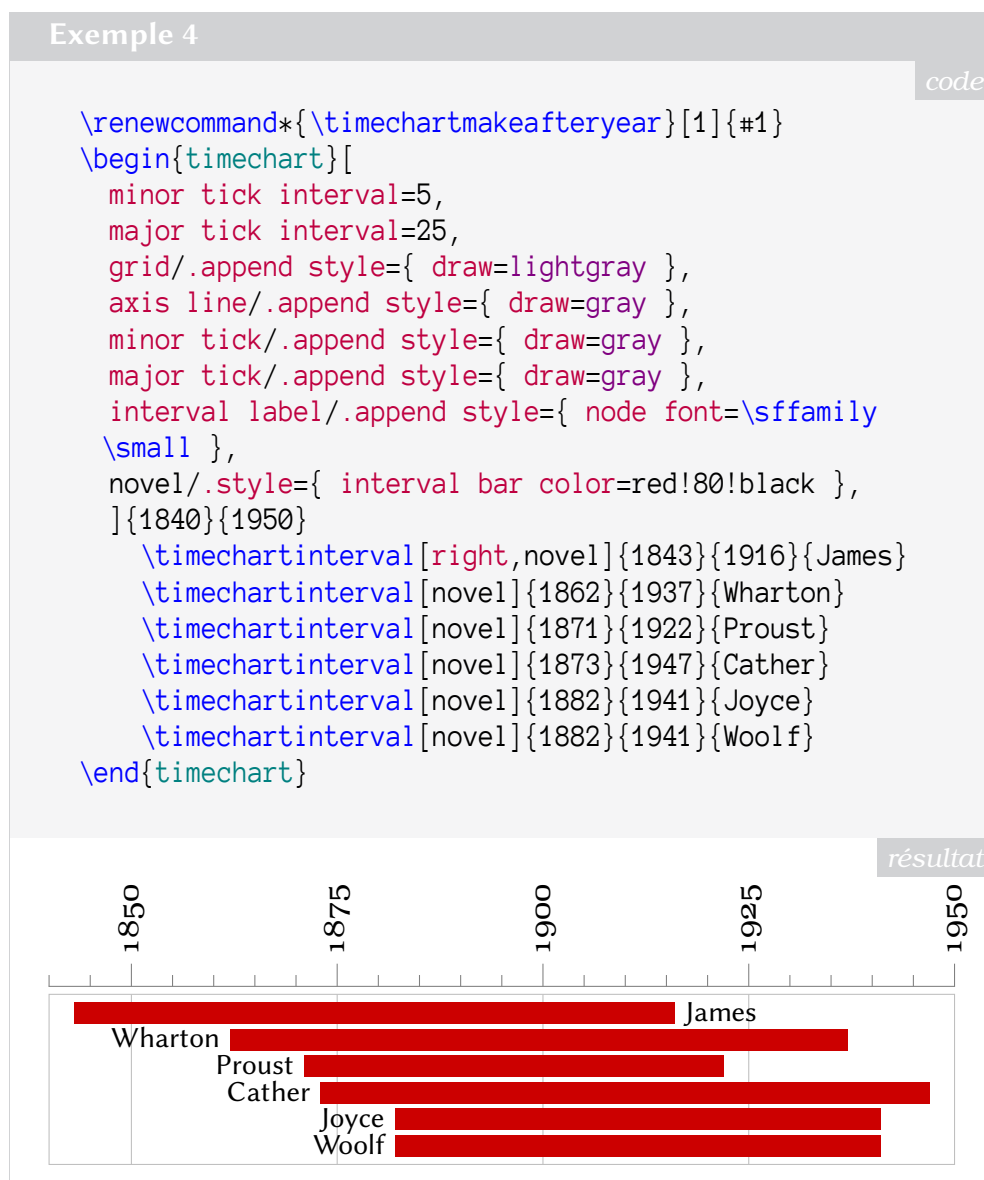 Exemple 4
code
\renewcommand*{\timechartmakeafteryear}[1]{#1}
\begin{timechart}[
minor tick interval=5,
major tick interval=25,
grid/.append style={ draw=lightgray },
axis line/.append style={ draw=gray },
minor tick/.append style={ draw=gray },
major tick/.append style={ draw=gray },
interval label/.append style={ node font=\sffamily
\small },
novel/.style={ interval bar color=red!80!black },
]{1840}{1950}
\timechartinterval[right,novel]{1843}{1916}{James}
\timechartinterval[novel]{1862}{1937}{Wharton}
\timechartinterval[novel]{1871}{1922}{Proust}
\timechartinterval[novel]{1873}{1947}{Cather}
\timechartinterval[novel]{1882}{1941}{Joyce}
\timechartinterval[novel]{1882}{1941}{Woolf}
\end{timechart}
résultat
1850 1875 1900 1925 1950
James
Wharton
Proust
Cather
Joyce
Woolf